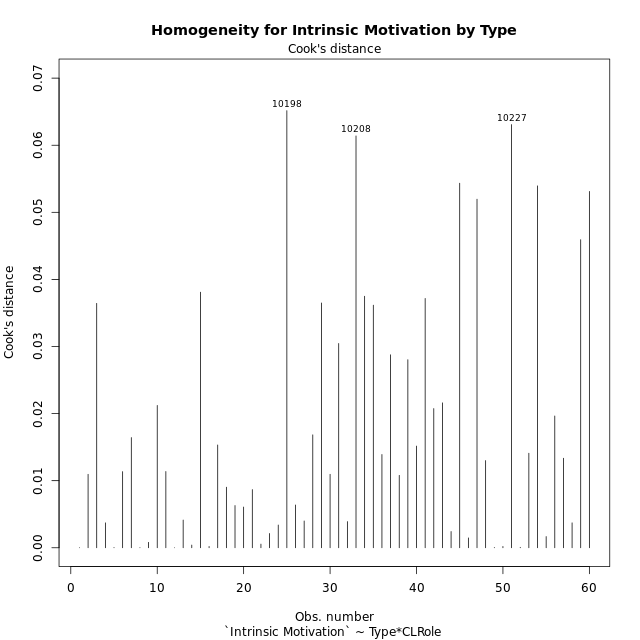 Homogeneity for Intrinsic Motivation by Type
Cook's distance
0.07
0.06
0.05
0.04
0.03
0.02
0.01
0.00
Cook's distance
10198
10208
10227
0 10 20 30 40 50 60
Obs. number
`Intrinsic Motivation` ~ Type*CLRole